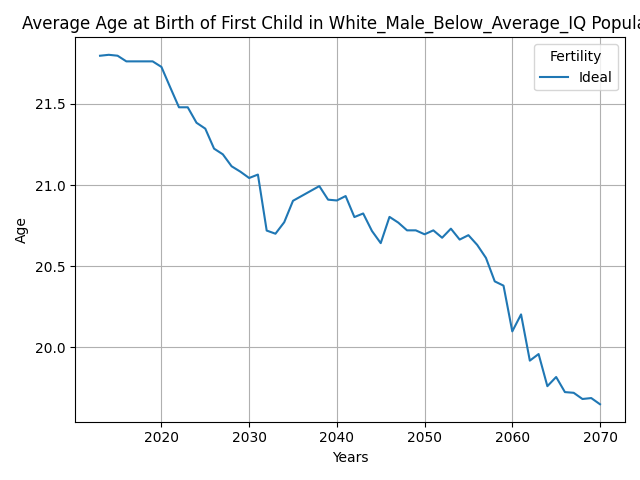 Average Age at Birth of First Child in White_Male_Below_Average_IQ Popula
Fertility
Ideal
21.5
21.0
20.5
20.0
Age
2020 2030 2040 2050 2060 2070
Years